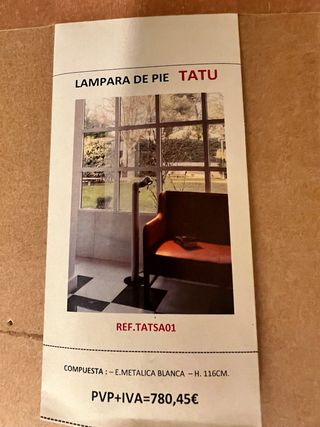 LAMPARA DE PIE TATU
REF.TATSA01
COMPUESTA : – E.METALICA BLANCA – H. 116CM.
PVP+IVA=780,45€